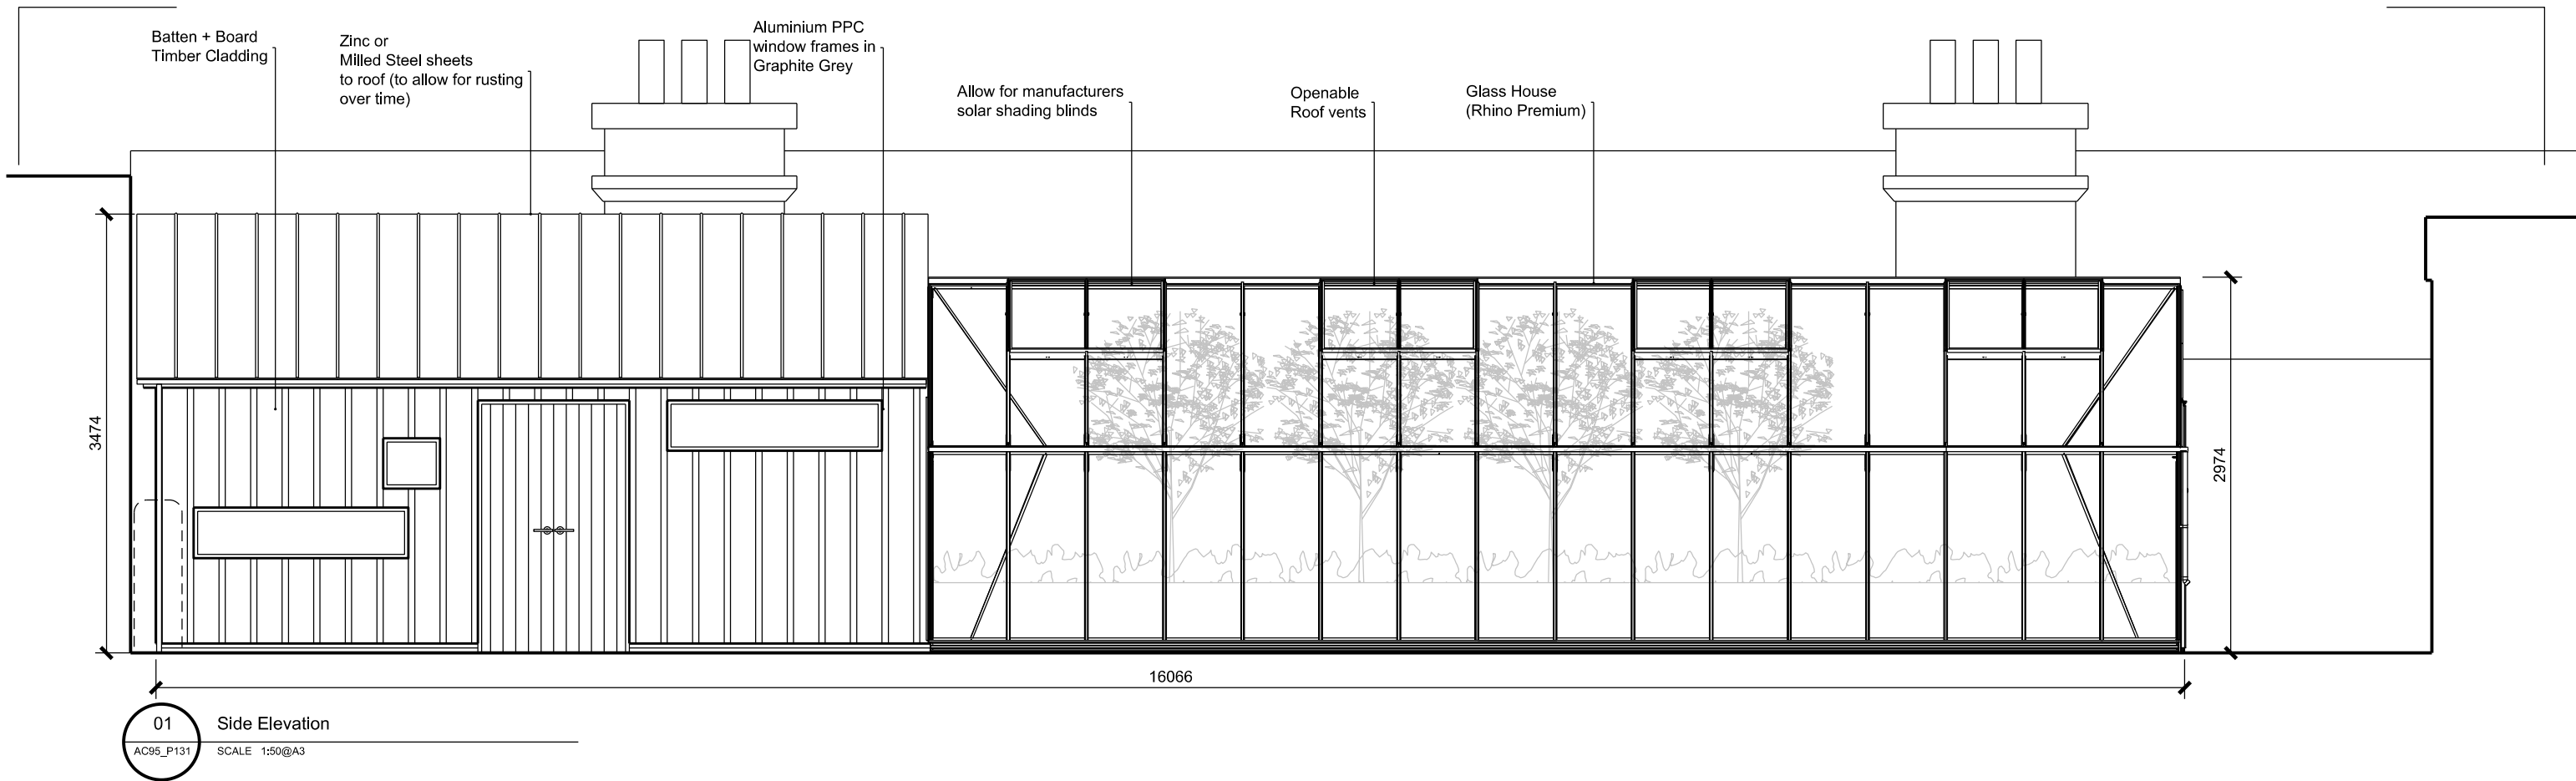 Batten + Board
Timber Cladding
Zinc or
Milled Steel sheets
to roof (to allow for rusting
over time)
Aluminium PPC
window frames in
Graphite Grey
Allow for manufacturers
solar shading blinds
Openable
Roof vents
Glass House
(Rhino Premium)
3474
2974
16066
01
Side Elevation
AC95_P131
SCALE 1:50@A3